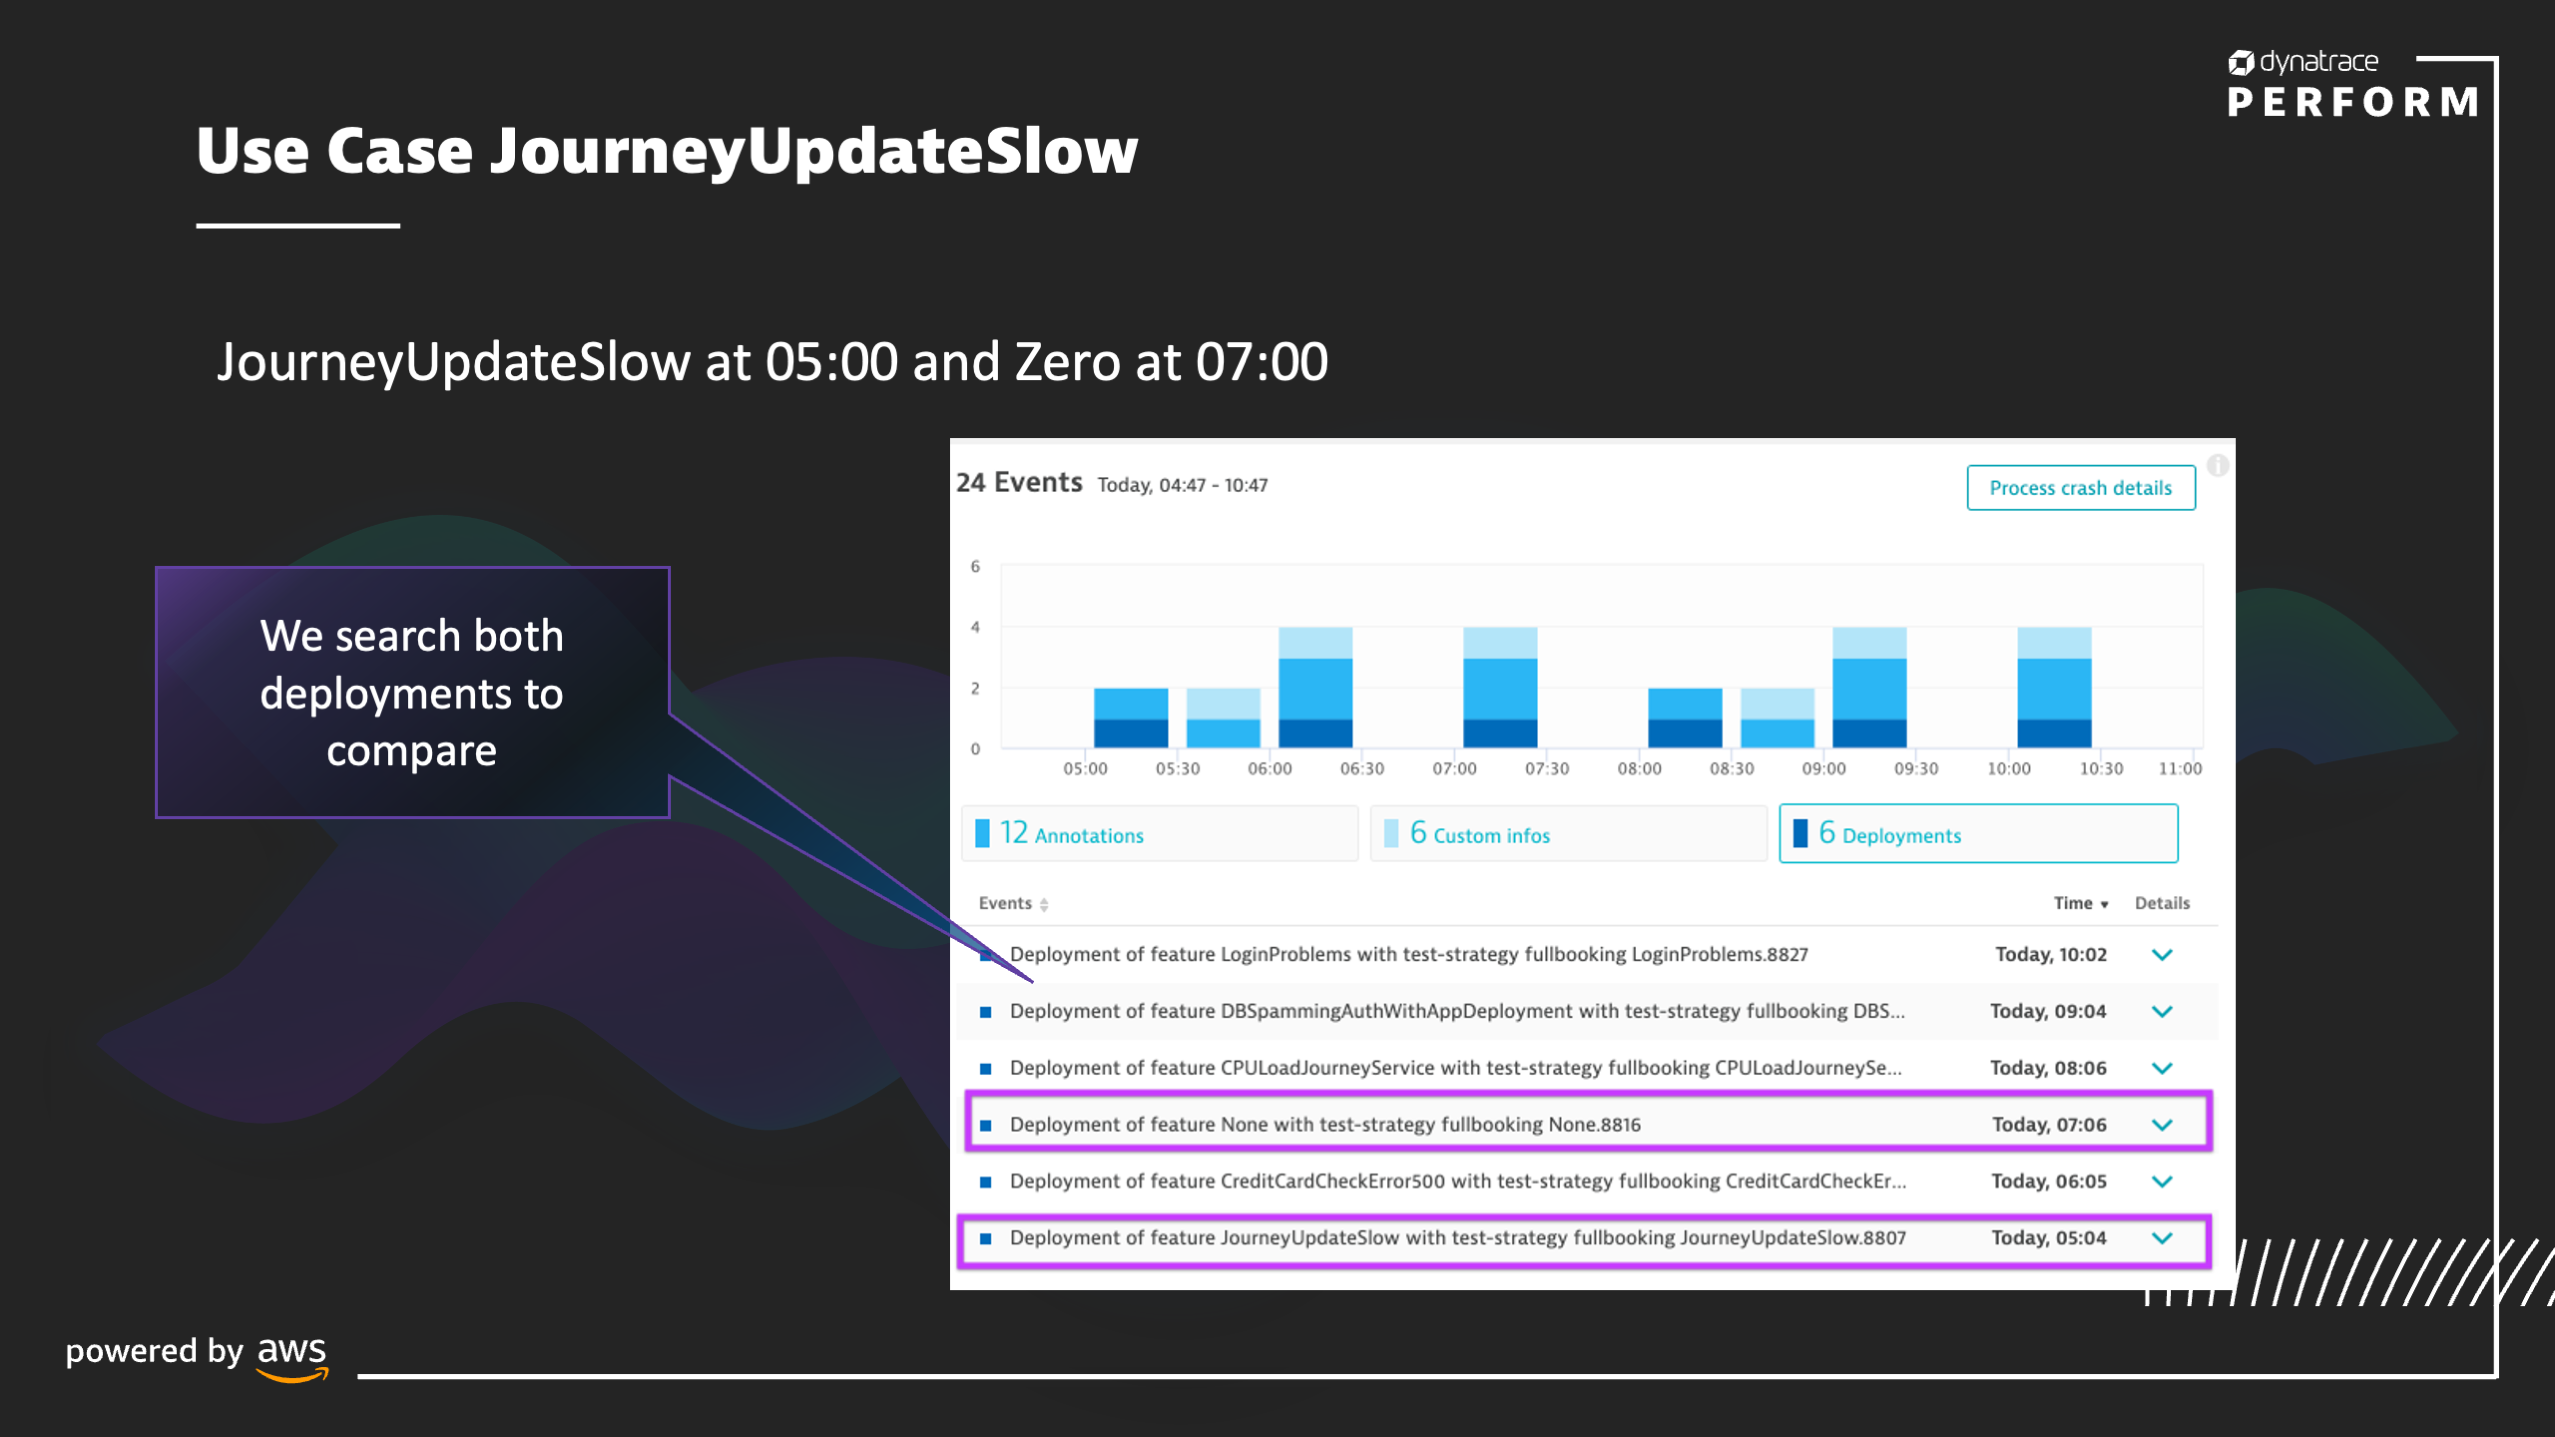 dynatrace
PERFORM
Use Case JourneyUpdateSlow
JourneyUpdateSlow at 05:00 and Zero at 07:00
We search both
deployments to
compare
24 Events Today, 04:47 - 10:47
Process crash details
6
4
2
0
05:00 05:30 06:00 06:30 07:00 07:30 08:00 08:30 09:00 09:30 10:00 10:30 11:00
12 Annotations
6 Custom infos
6 Deployments
Events Time Details
Deployment of feature LoginProblems with test-strategy fullbooking LoginProblems.8827 Today, 10:02
Deployment of feature DBSpammingAuthWithAppDeployment with test-strategy fullbooking DBS... Today, 09:04
Deployment of feature CPULoadJourneyService with test-strategy fullbooking CPULoadJourneySe... Today, 08:06
Deployment of feature None with test-strategy fullbooking None.8816 Today, 07:06
Deployment of feature CreditCardCheckError500 with test-strategy fullbooking CreditCardCheckEr... Today, 06:05
Deployment of feature JourneyUpdateSlow with test-strategy fullbooking JourneyUpdateSlow.8807 Today, 05:04
powered by aws